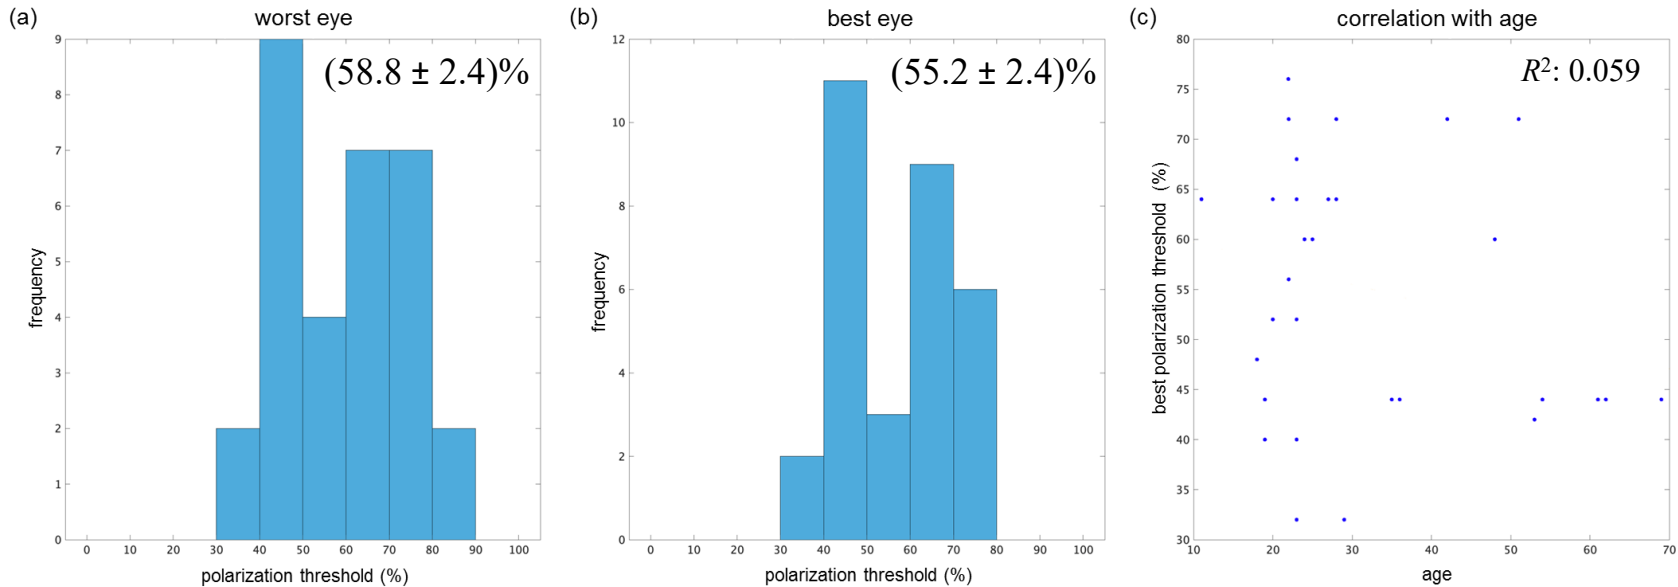 (a) worst eye
(58.8 ± 2.4)%
9
8
7
6
5
4
3
2
1
0
frequency
0 10 20 30 40 50 60 70 80 90 100
polarization threshold (%)
(b) best eye
(55.2 ± 2.4)%
12
10
8
6
4
2
0
frequency
0 10 20 30 40 50 60 70 80 90 100
polarization threshold (%)
(c) correlation with age
R²: 0.059
80
75
70
65
60
55
50
45
40
35
30
best polarization threshold (%)
10 20 30 40 50 60 70
age